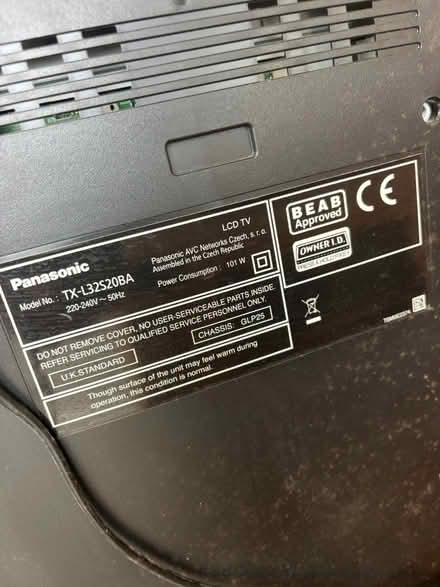 LCD TV
Panasonic
Panasonic AVC Networks Czech, s.r.o.
Assembled in the Czech Republic
Model No.: TX-L32S20BA
Power Consumption: 101 W
220-240V ~ 50Hz
DO NOT REMOVE COVER, NO USER-SERVICEABLE PARTS INSIDE.
REFER SERVICING TO QUALIFIED SERVICE PERSONNEL ONLY.
U.K.STANDARD
CHASSIS: GLP25
Though surface of the unit may feel warm during
operation, this condition is normal.
BEAB
Approved
CE
OWNER I.D.